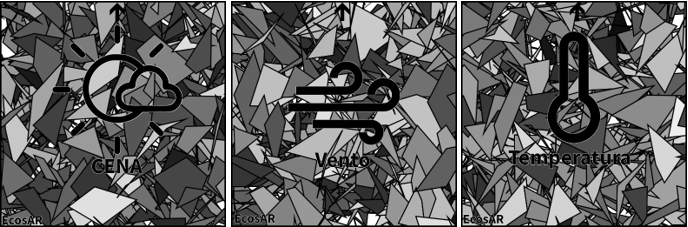 CENA
Vento
Temperatura
EcosAR
EcosAR
EcosAR